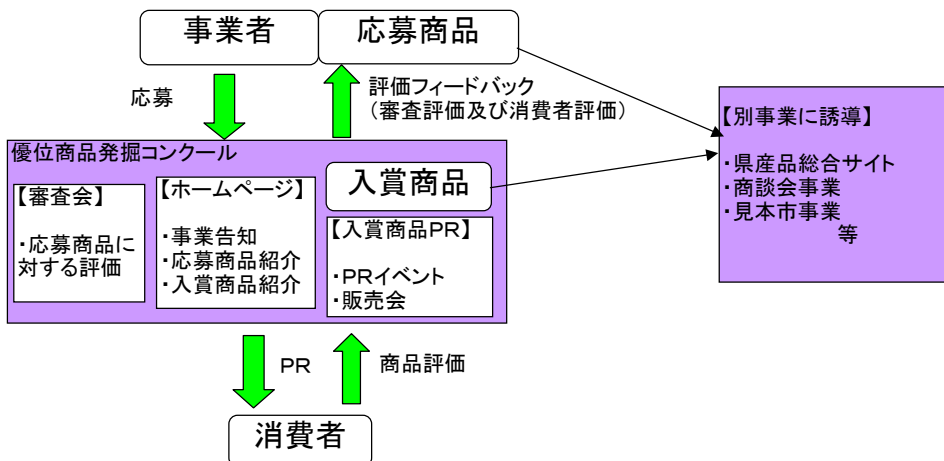 事業者
応募商品
応募
評価フィードバック
（審査評価及び消費者評価）
優位商品発掘コンクール
【審査会】
・応募商品に
対する評価
【ホームページ】
・事業告知
・応募商品紹介
・入賞商品紹介
入賞商品
【入賞商品ＰＲ】
・ＰＲイベント
・販売会
【別事業に誘導】
・県産品総合サイト
・商談会事業
・見本市事業
等
ＰＲ
商品評価
消費者